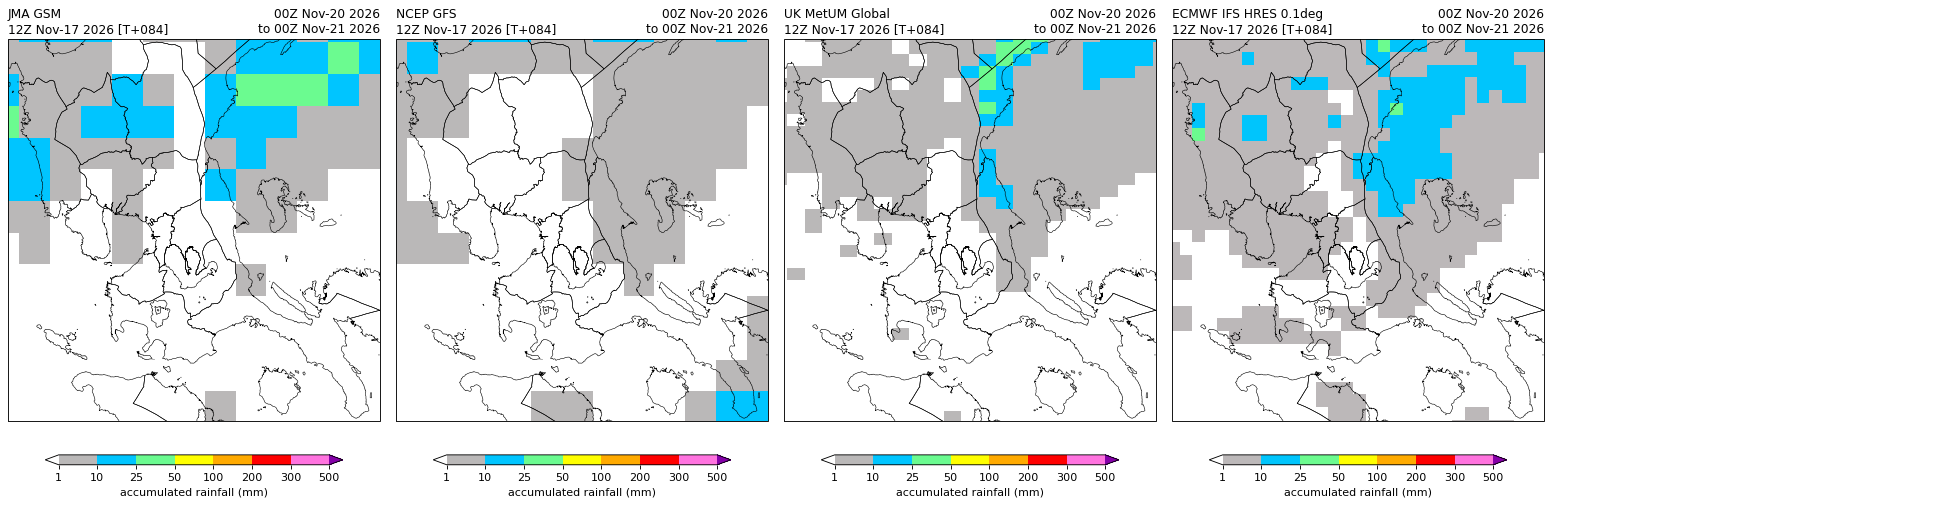 JMA GSM 00Z Nov-20 2026
12Z Nov-17 2026 [T+084] to 00Z Nov-21 2026
1 10 25 50 100 200 300 500
accumulated rainfall (mm)
NCEP GFS 00Z Nov-20 2026
12Z Nov-17 2026 [T+084] to 00Z Nov-21 2026
1 10 25 50 100 200 300 500
accumulated rainfall (mm)
UK MetUM Global 00Z Nov-20 2026
12Z Nov-17 2026 [T+084] to 00Z Nov-21 2026
1 10 25 50 100 200 300 500
accumulated rainfall (mm)
ECMWF IFS HRES 0.1deg 00Z Nov-20 2026
12Z Nov-17 2026 [T+084] to 00Z Nov-21 2026
1 10 25 50 100 200 300 500
accumulated rainfall (mm)